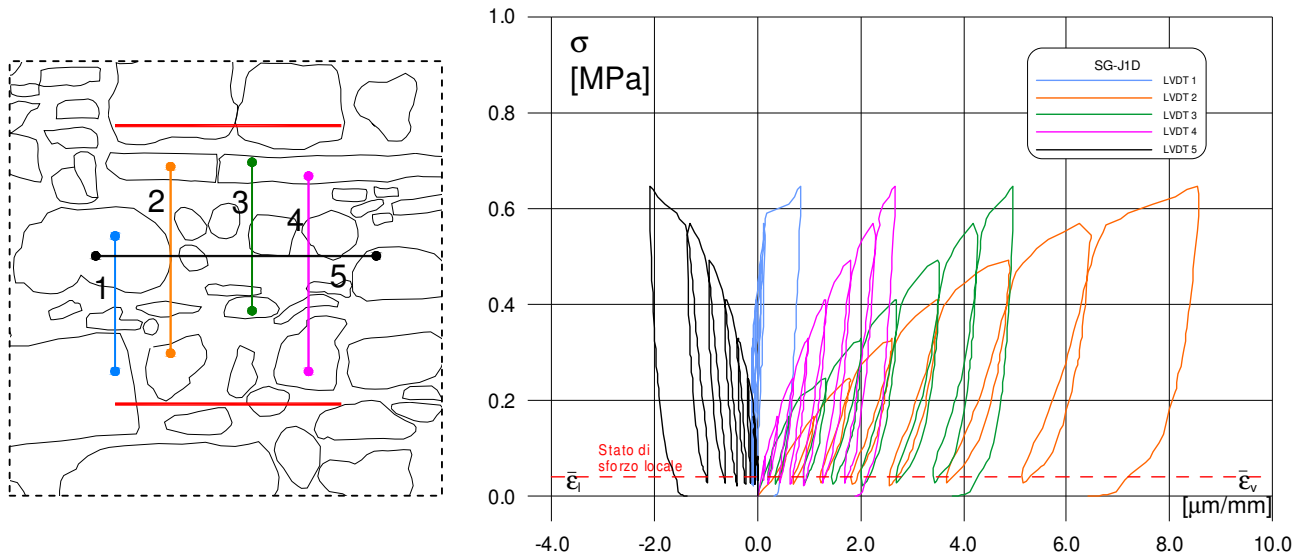 2
3
4
1
5
1.0
0.8
0.6
0.4
0.2
0.0
σ
[MPa]
SG-J1D
LVDT 1
LVDT 2
LVDT 3
LVDT 4
LVDT 5
Stato di
sforzo locale
ε̄l
ε̄v
[μm/mm]
-4.0 -2.0 0.0 2.0 4.0 6.0 8.0 10.0